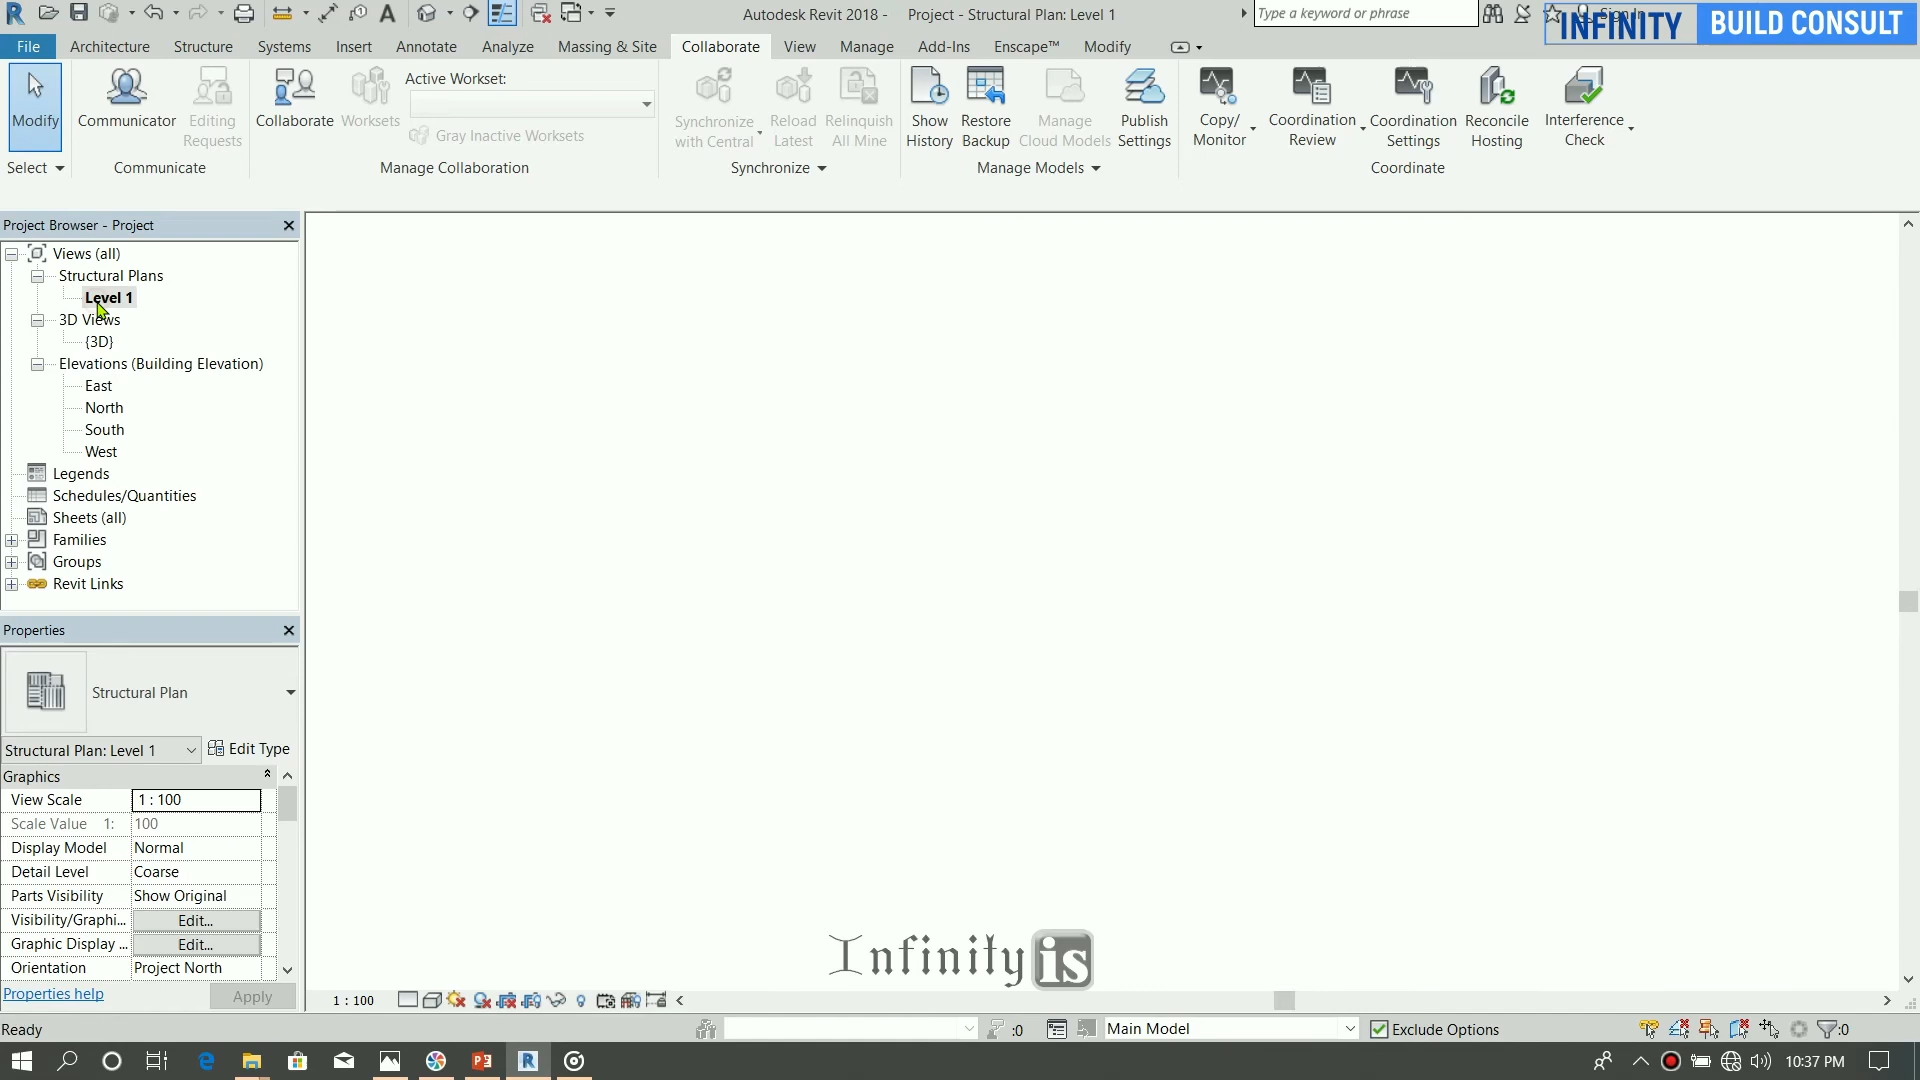 Autodesk Revit 2018 - Project - Structural Plan: Level 1
Type a keyword or phrase
Sign In
INFINITY BUILD CONSULT
File Architecture Structure Systems Insert Annotate Analyze Massing & Site Collaborate View Manage Add-Ins Enscape™ Modify
Modify
Select
Communicator
Editing Requests
Communicate
Collaborate
Worksets
Active Workset:
Gray Inactive Worksets
Manage Collaboration
Synchronize with Central
Reload Latest
Relinquish All Mine
Synchronize
Show History
Restore Backup
Manage Cloud Models
Publish Settings
Manage Models
Copy/ Monitor
Coordination Review
Coordination Settings
Reconcile Hosting
Interference Check
Coordinate
Project Browser - Project
Views (all)
Structural Plans
Level 1
3D Views
{3D}
Elevations (Building Elevation)
East
North
South
West
Legends
Schedules/Quantities
Sheets (all)
Families
Groups
Revit Links
Properties
Structural Plan
Structural Plan: Level 1
Edit Type
Graphics
View Scale 1 : 100
Scale Value 1: 100
Display Model Normal
Detail Level Coarse
Parts Visibility Show Original
Visibility/Graphi... Edit...
Graphic Display ... Edit...
Orientation Project North
Properties help
Apply
Infinity is
1 : 100
Ready
:0
Main Model
Exclude Options
:0
10:37 PM